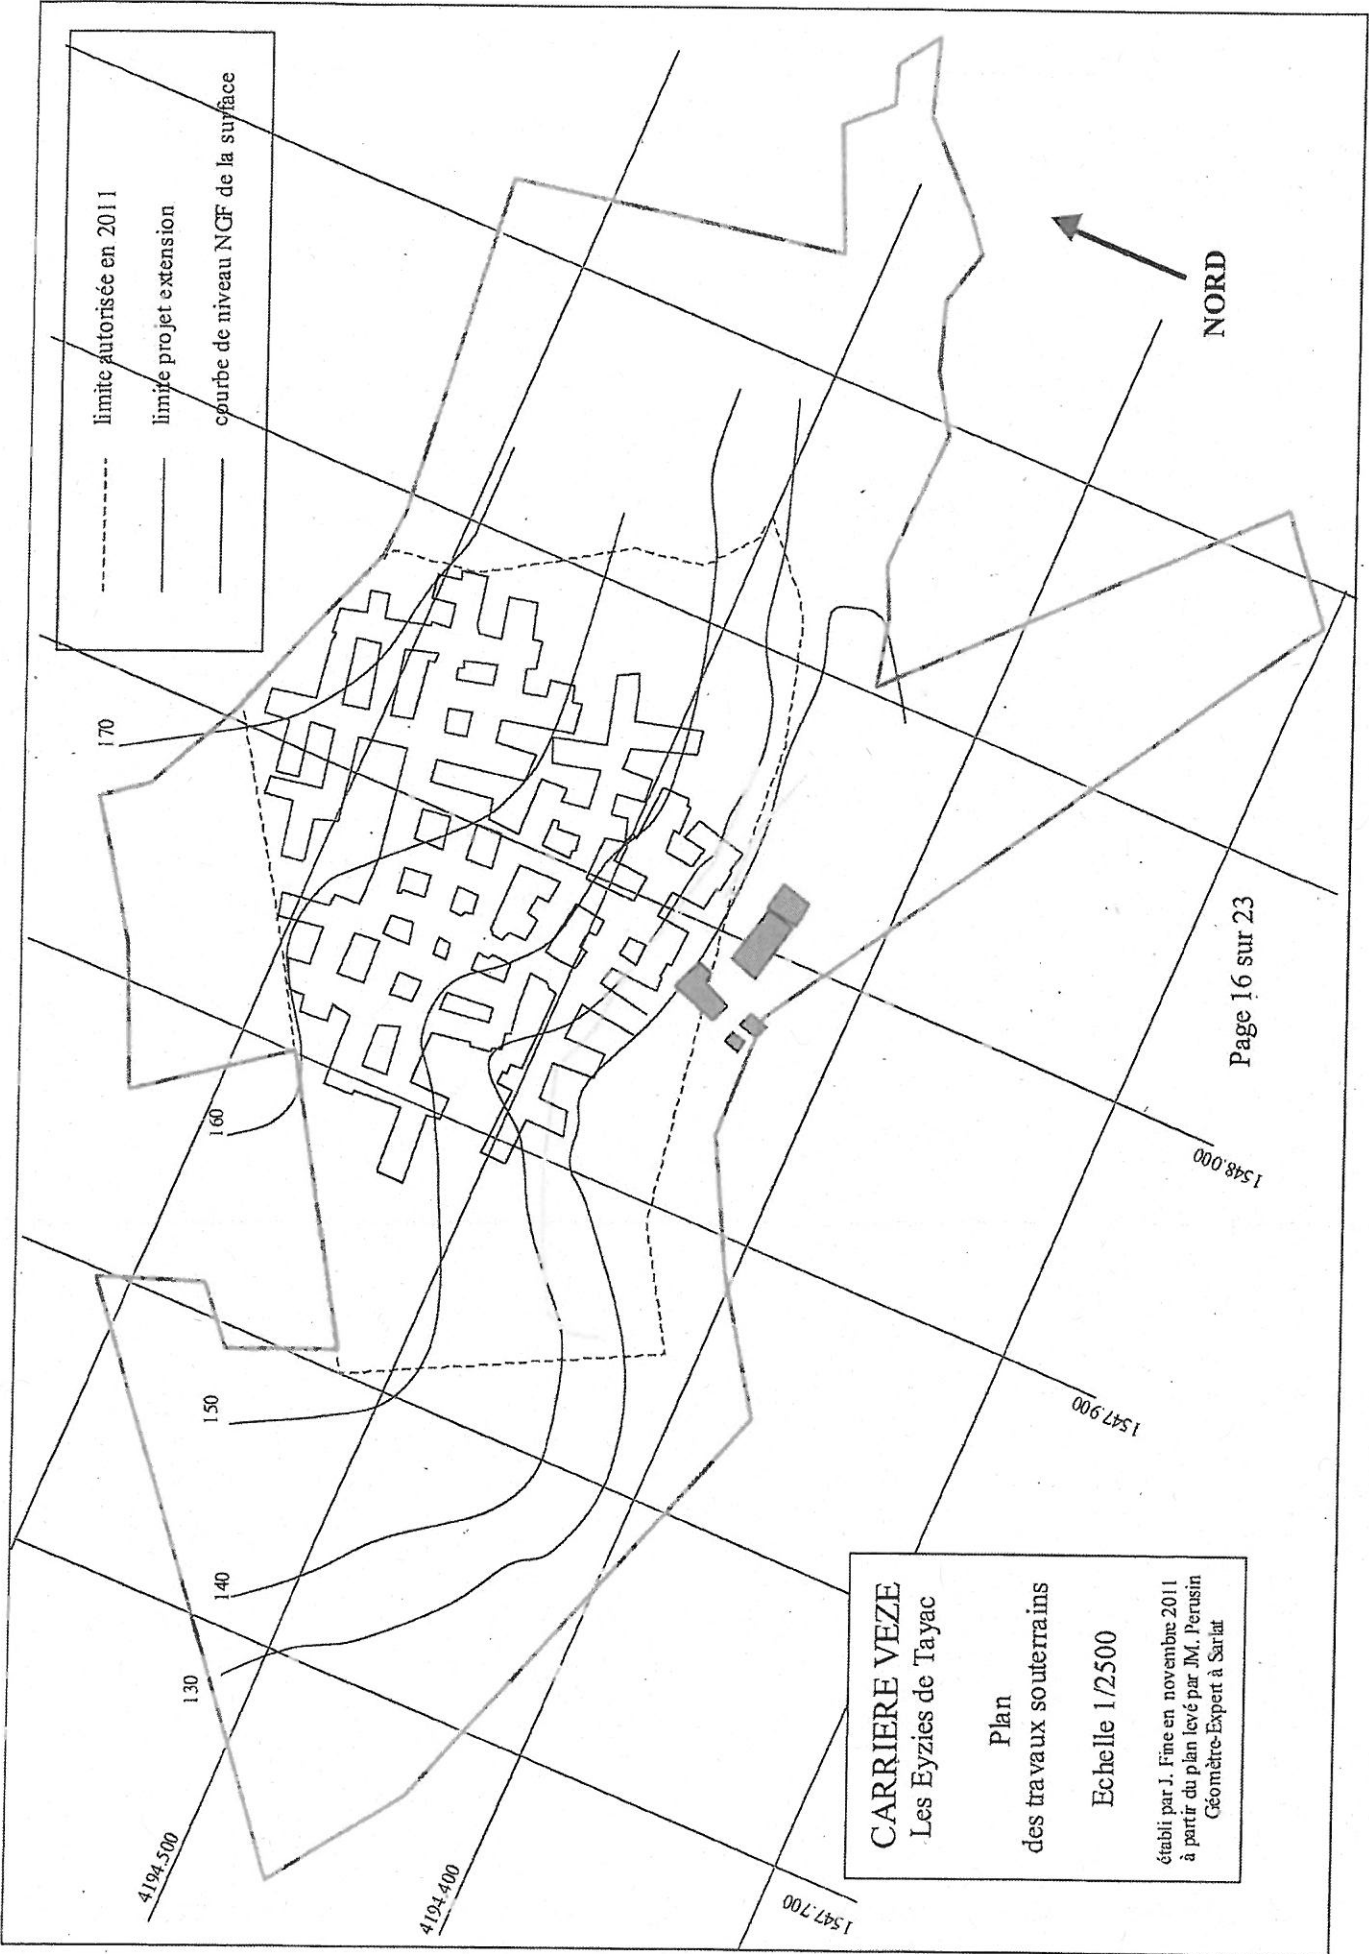 limite autorisée en 2011
limite projet extension
courbe de niveau NGF de la surface
170
160
150
140
130
NORD
4194.500
4194.400
1547.700
1547.900
1548.000
CARRIERE VEZE
Les Eyzies de Tayac
Plan
des travaux souterrains
Echelle 1/2500
établi par J. Fine en novembre 2011
à partir du plan levé par JM. Perusin
Géomètre-Expert à Sarlat
Page 16 sur 23